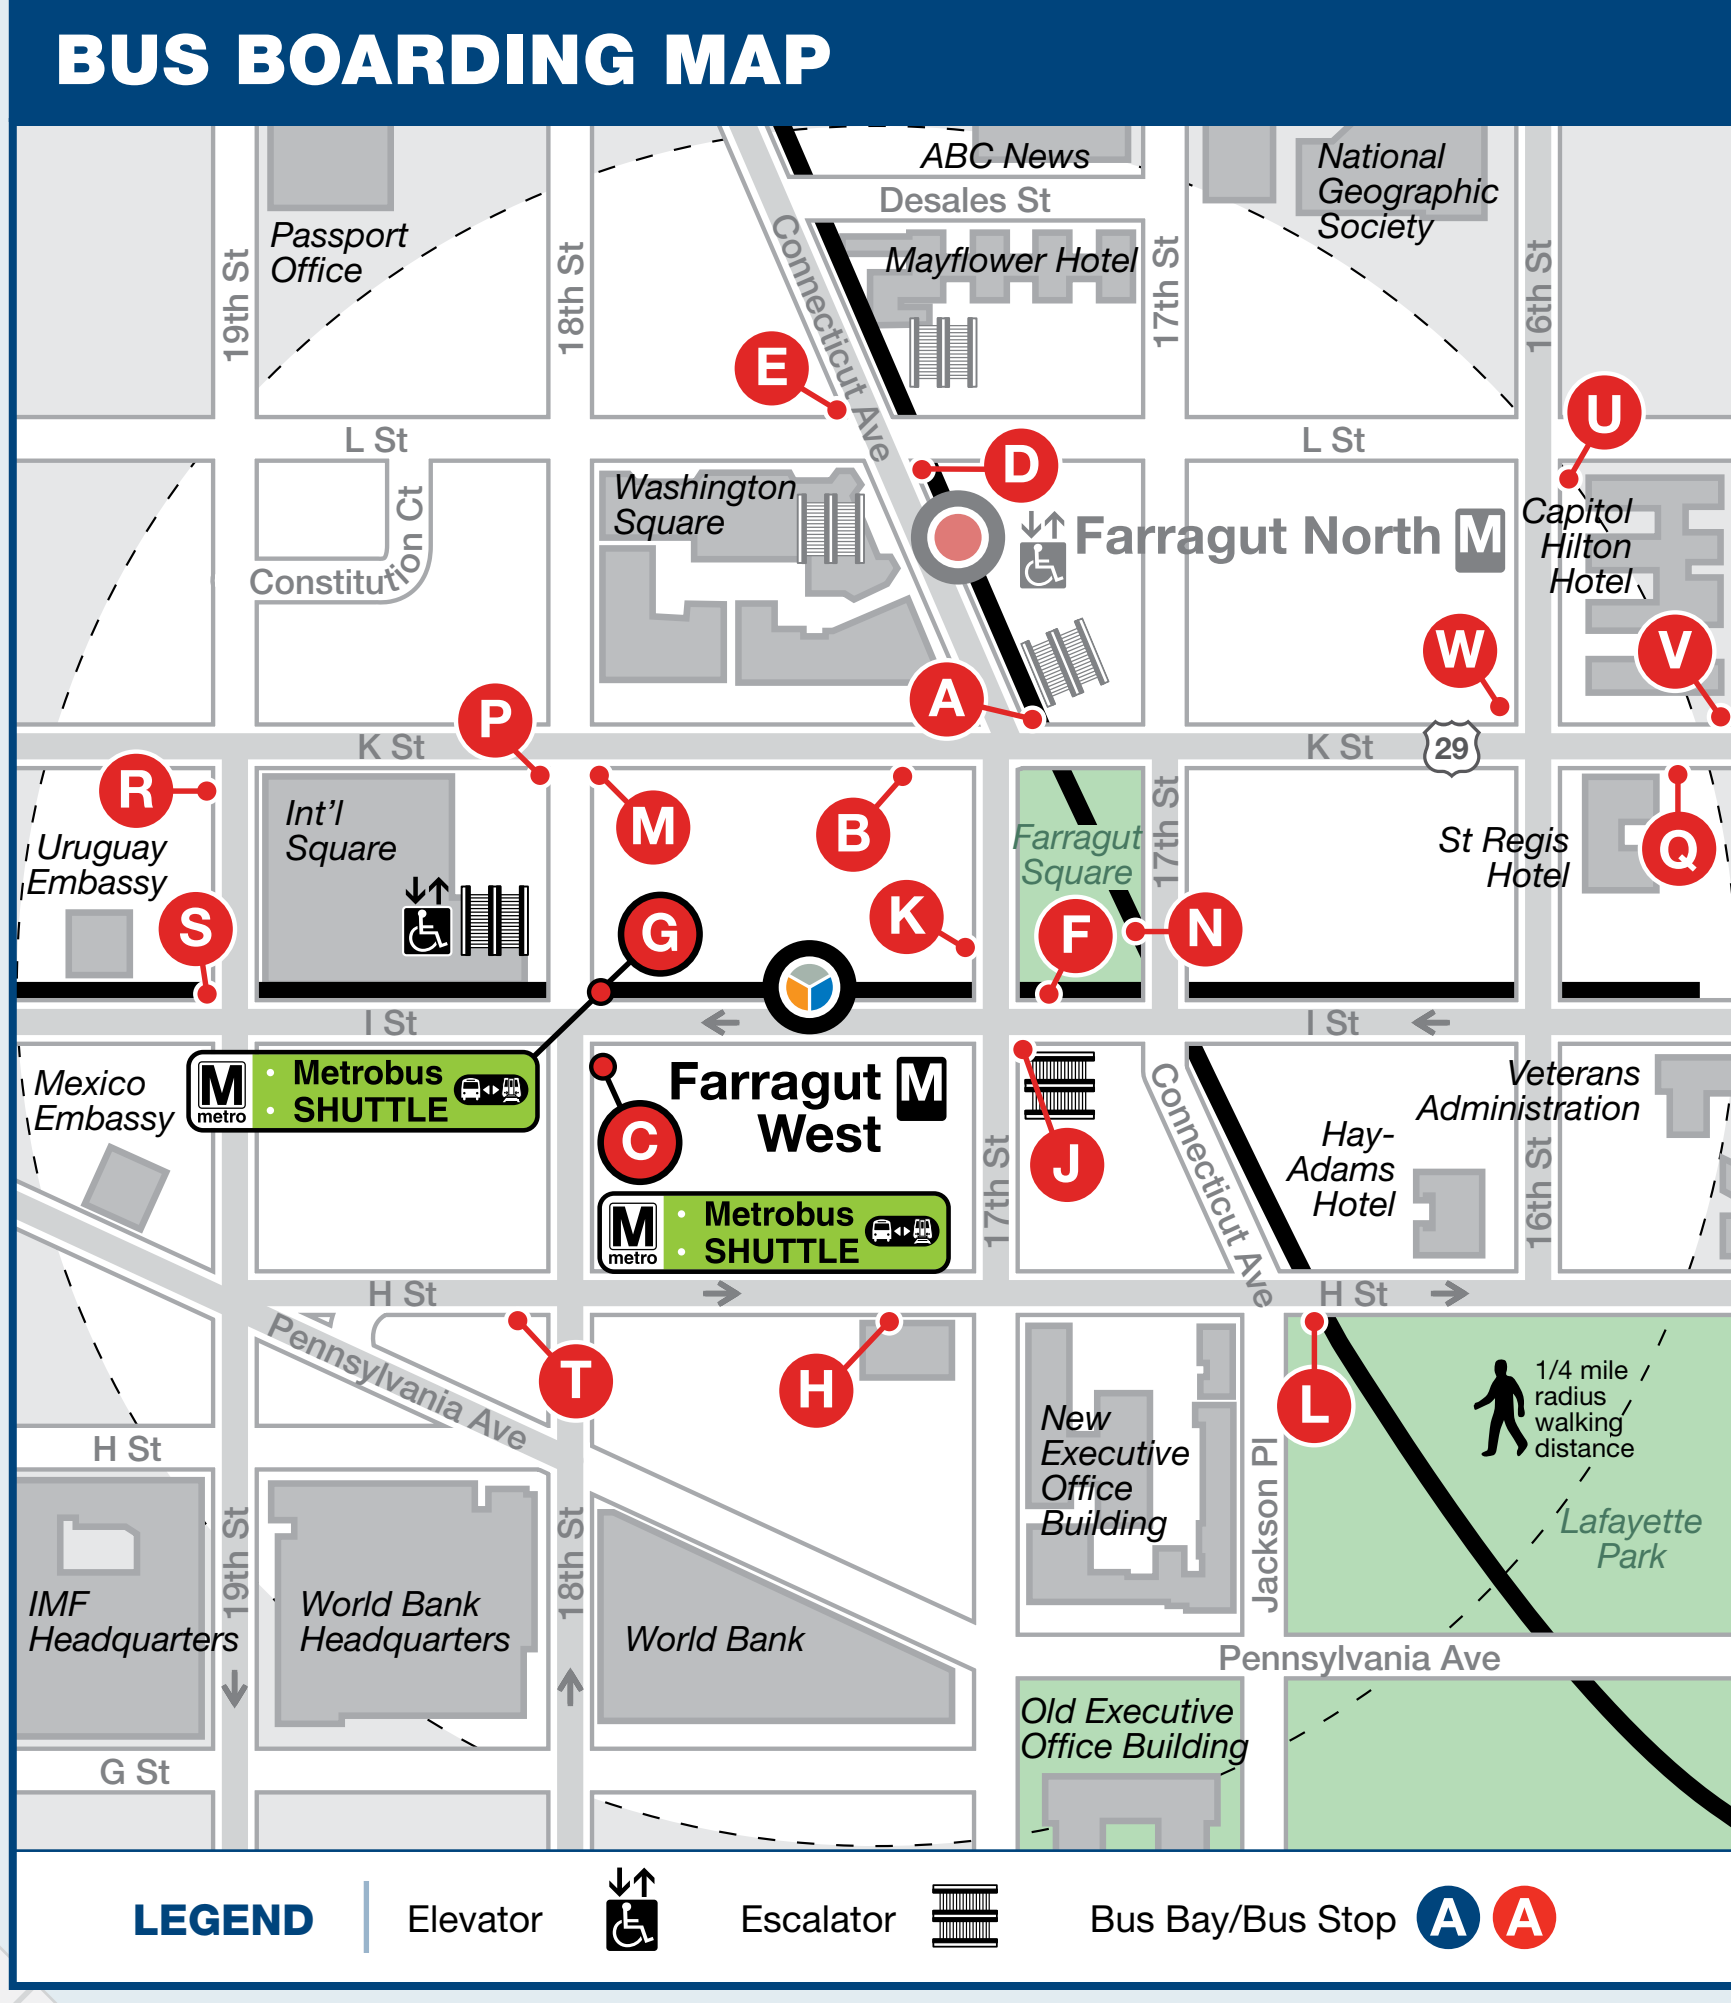 BUS BOARDING MAP
ABC News
National
Geographic
Society
Desales St
Passport
Office
Mayflower Hotel
19th St
18th St
Connecticut Ave
17th St
16th St
E
U
L St
L St
D
Washington
Square
Constitution Ct
Farragut North M
Capitol
Hilton
Hotel
W
V
A
P
K St
K St
29
R
Int'l
Square
M
B
Farragut
Square
17th St
St Regis
Hotel
Q
Uruguay
Embassy
S
G
K
F
N
I St
I St
Mexico
Embassy
M
metro
Metrobus
SHUTTLE
Farragut
West
M
C
J
Connecticut Ave
Veterans
Administration
Hay-
Adams
Hotel
17th St
16th St
M
metro
Metrobus
SHUTTLE
H St
H St
Pennsylvania Ave
T
H
L
1/4 mile
radius
walking
distance
H St
New
Executive
Office
Building
Jackson Pl
Lafayette
Park
19th St
18th St
IMF
Headquarters
World Bank
Headquarters
World Bank
Pennsylvania Ave
Old Executive
Office Building
G St
LEGEND
Elevator
Escalator
Bus Bay/Bus Stop A A